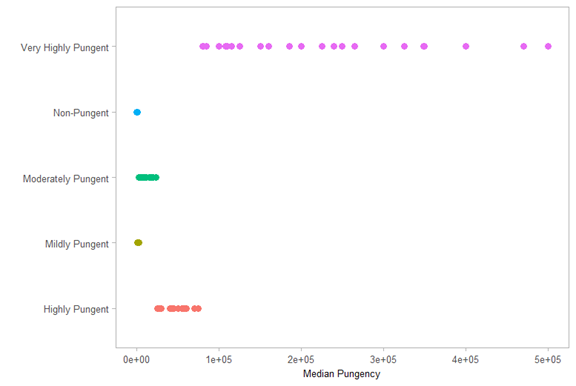 Very Highly Pungent
Non-Pungent
Moderately Pungent
Mildly Pungent
Highly Pungent
0e+00 1e+05 2e+05 3e+05 4e+05 5e+05
Median Pungency